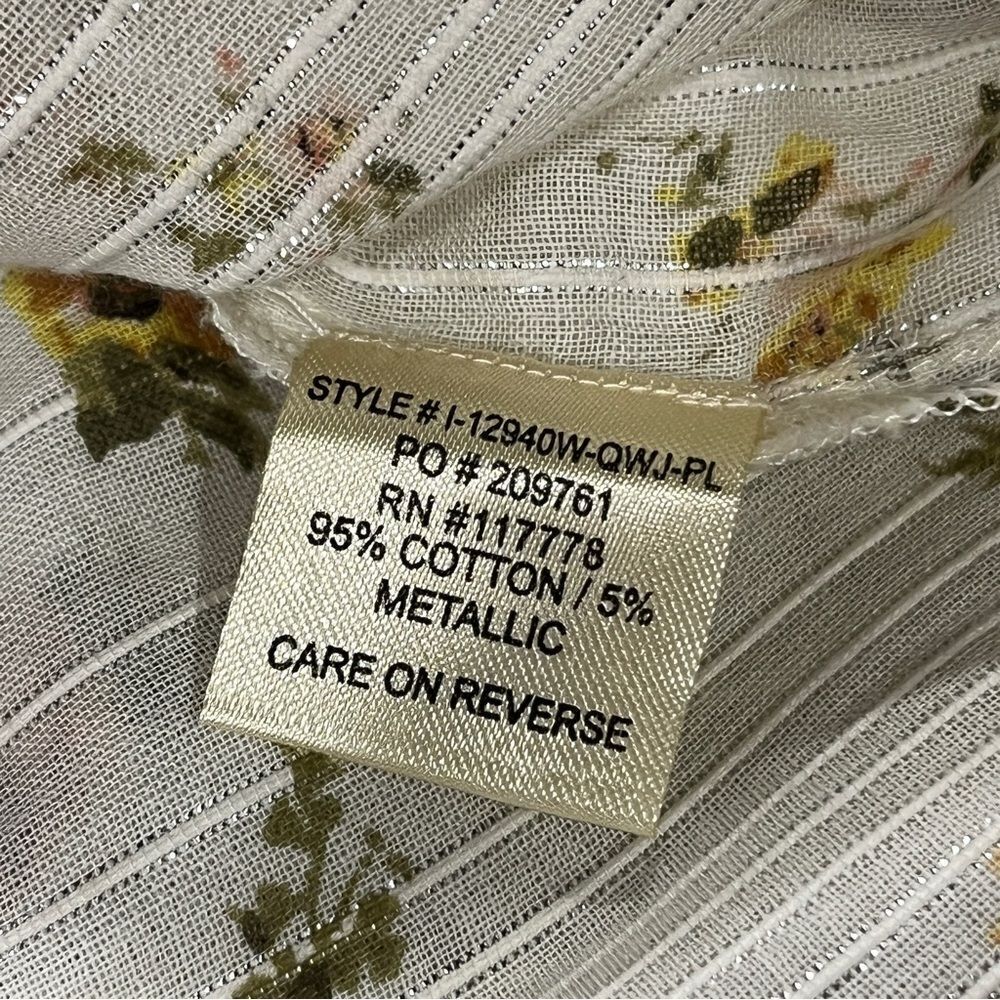 STYLE # I-12940W-QWJ-PL
PO # 209761
RN #117778
95% COTTON / 5%
METALLIC
CARE ON REVERSE